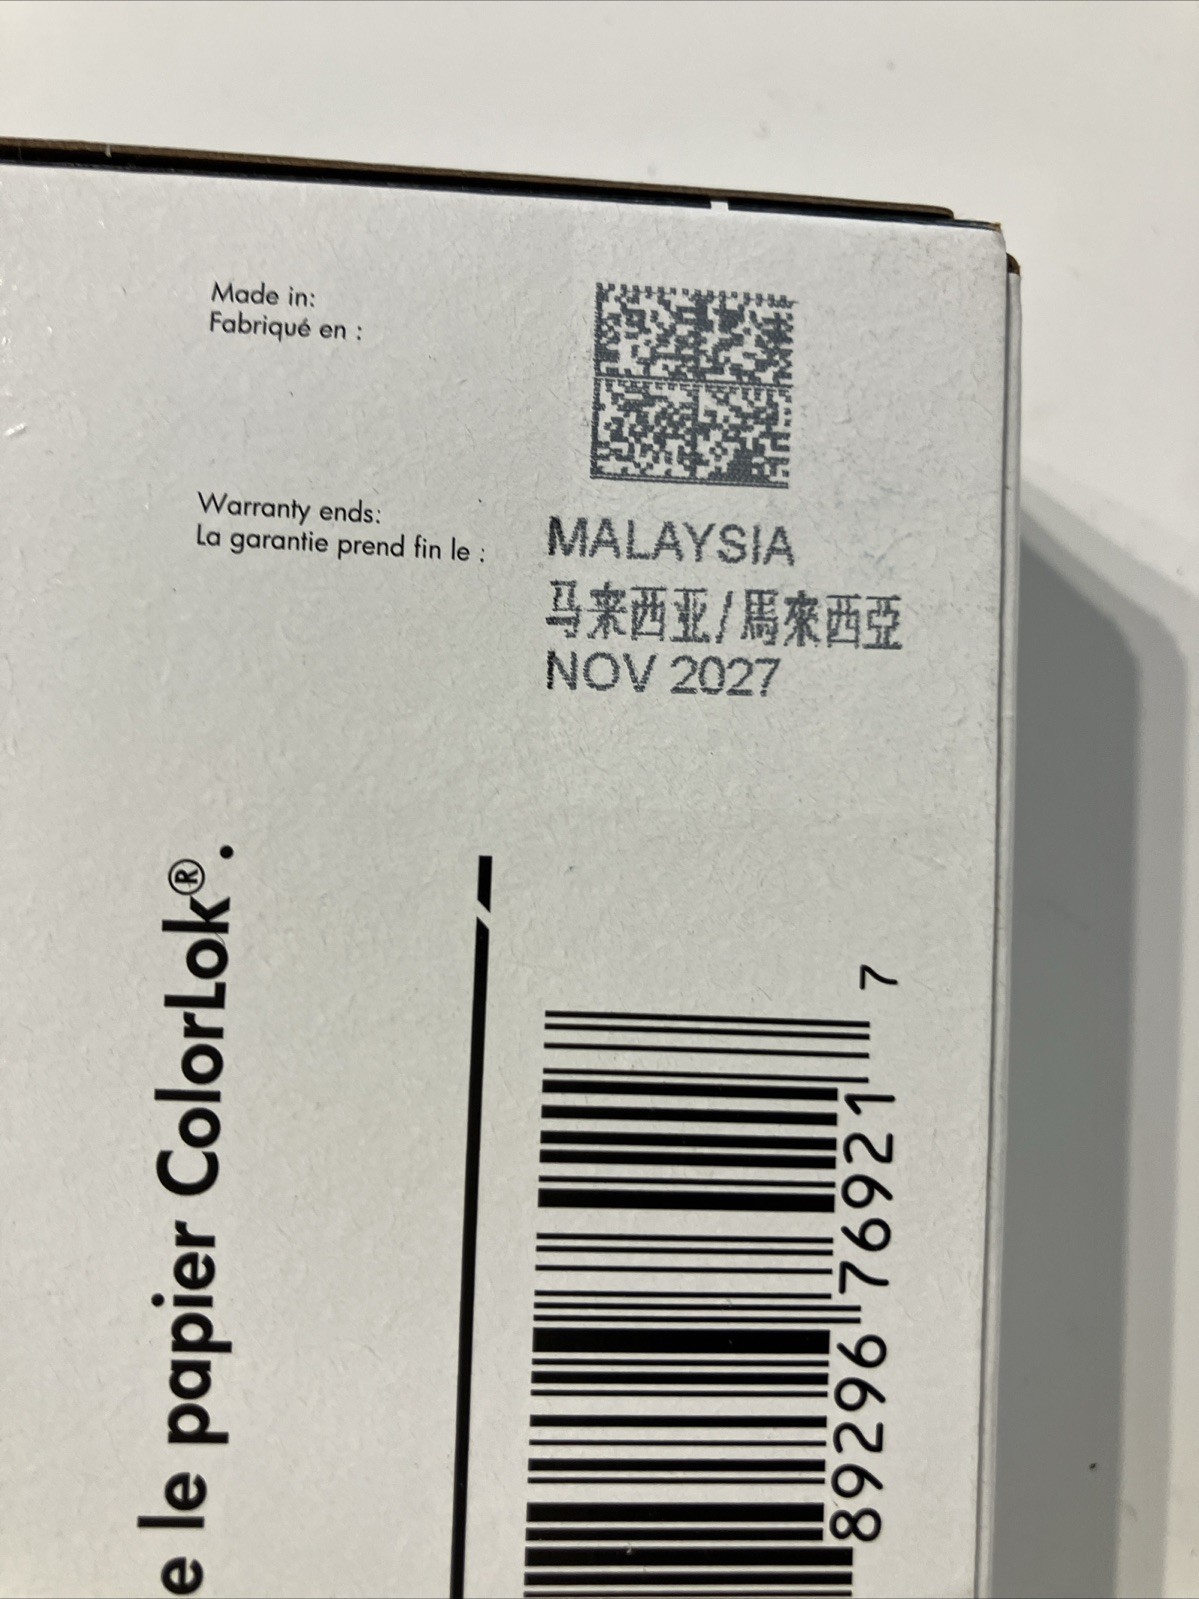 Made in:
Fabriqué en :
Warranty ends:
La garantie prend fin le :
MALAYSIA
马来西亚/馬來西亞
NOV 2027
e le papier ColorLok®.
89296 76921 7